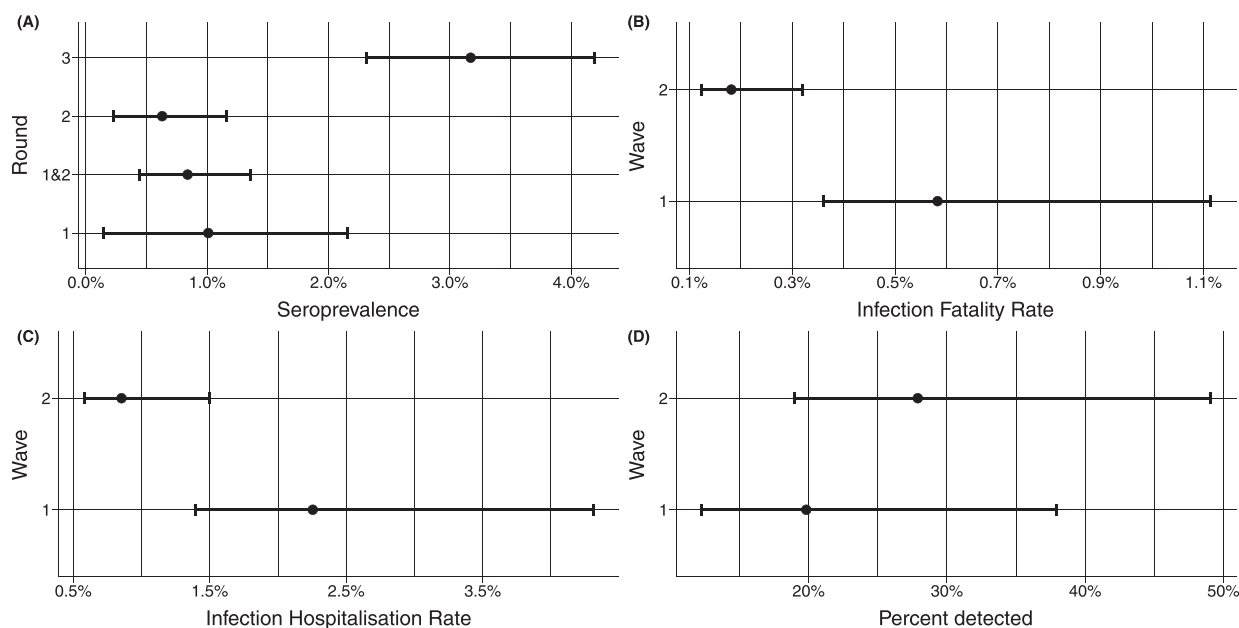 (A)
Round
3
2
1&2
1
0.0% 1.0% 2.0% 3.0% 4.0%
Seroprevalence
(B)
Wave
2
1
0.1% 0.3% 0.5% 0.7% 0.9% 1.1%
Infection Fatality Rate
(C)
Wave
2
1
0.5% 1.5% 2.5% 3.5%
Infection Hospitalisation Rate
(D)
Wave
2
1
20% 30% 40% 50%
Percent detected